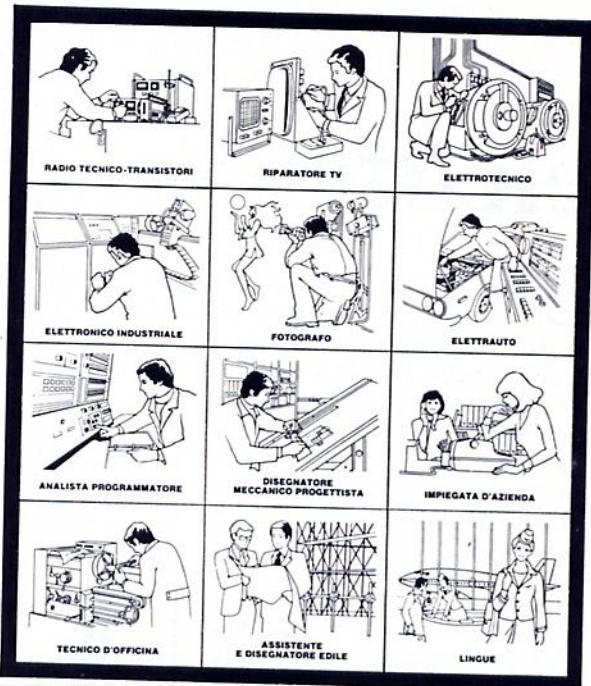 RADIO TECNICO-TRANSISTORI
RIPARATORE TV
ELETTROTECNICO
ELETTRONICO INDUSTRIALE
FOTOGRAFO
ELETTRAUTO
ANALISTA PROGRAMMATORE
DISEGNATORE
MECCANICO PROGETTISTA
IMPIEGATA D'AZIENDA
TECNICO D'OFFICINA
ASSISTENTE
E DISEGNATORE EDILE
LINGUE